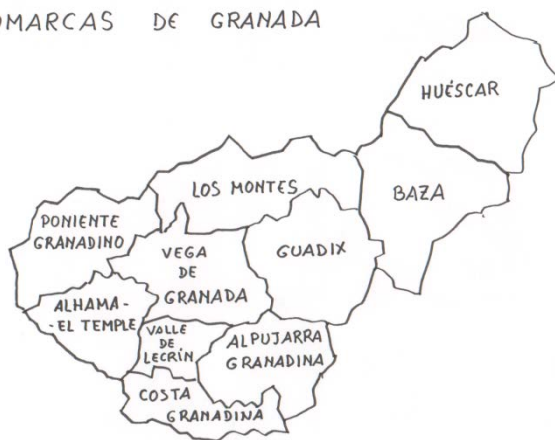 OMARCAS DE GRANADA
HUÉSCAR
LOS MONTES
BAZA
PONIENTE
GRANADINO
VEGA
DE
GRANADA
GUADIX
ALHAMA-
-EL TEMPLE
VALLE
DE
LECRÍN
ALPUJARRA
GRANADINA
COSTA
GRANADINA